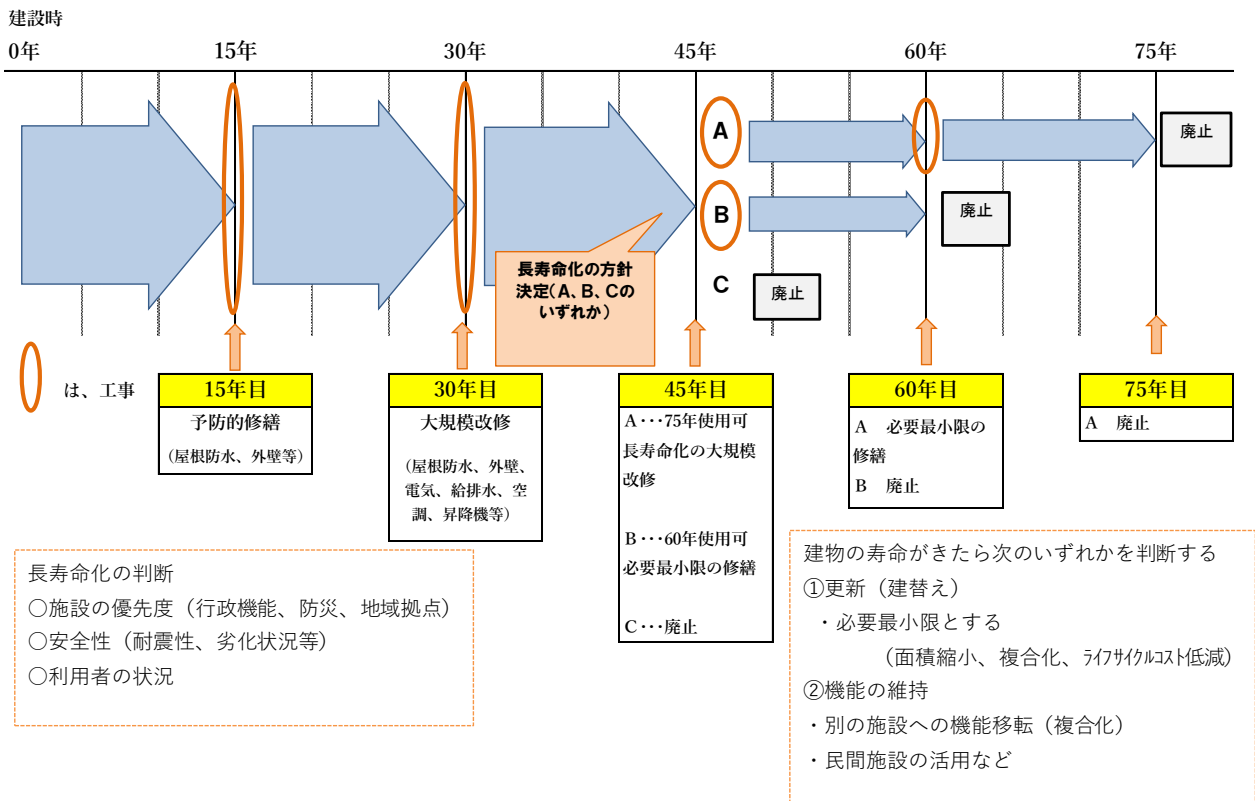 建設時
0年
15年
30年
45年
60年
75年
A
廃止
B
廃止
C
廃止
長寿命化の方針
決定(A、B、Cの
いずれか)
は、工事
15年目
予防的修繕
(屋根防水、外壁等)
30年目
大規模改修
(屋根防水、外壁、
電気、給排水、空
調、昇降機等)
45年目
A・・・75年使用可
長寿命化の大規模
改修
B・・・60年使用可
必要最小限の修繕
C・・・廃止
60年目
A 必要最小限の
修繕
B 廃止
75年目
A 廃止
長寿命化の判断
○施設の優先度（行政機能、防災、地域拠点）
○安全性（耐震性、劣化状況等）
○利用者の状況
建物の寿命がきたら次のいずれかを判断する
①更新（建替え）
・必要最小限とする
（面積縮小、複合化、ﾗｲﾌｻｲｸﾙｺｽﾄ低減）
②機能の維持
・別の施設への機能移転（複合化）
・民間施設の活用など